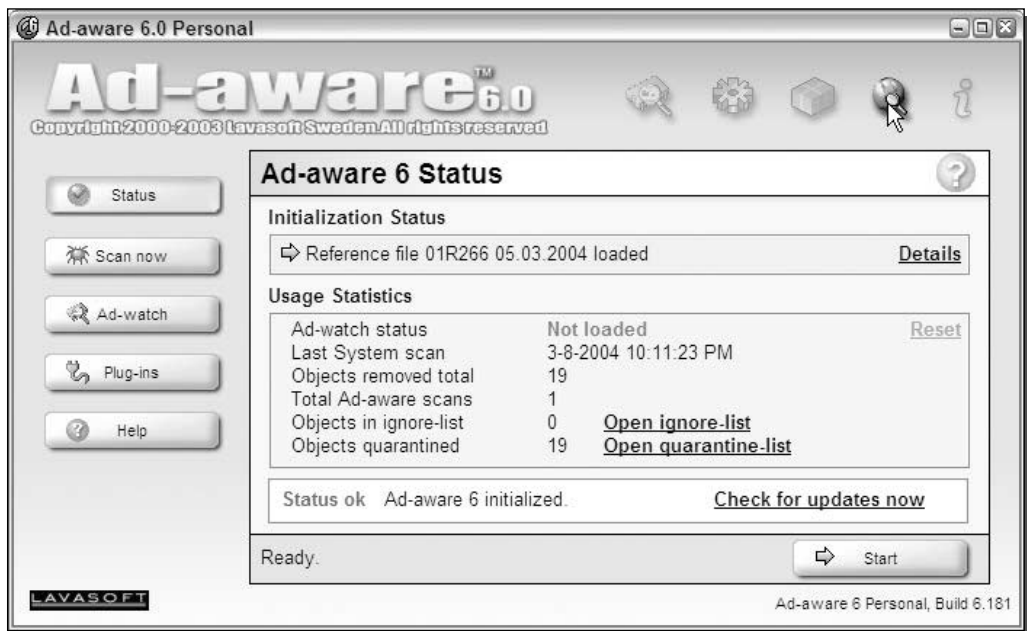 Ad-aware 6.0 Personal
Ad-aware™ 6.0
Copyright 2000-2003 Lavasoft Sweden. All rights reserved
Status
Scan now
Ad-watch
Plug-ins
Help
Ad-aware 6 Status
Initialization Status
Reference file 01R266 05.03.2004 loaded Details
Usage Statistics
Ad-watch status Not loaded Reset
Last System scan 3-8-2004 10:11:23 PM
Objects removed total 19
Total Ad-aware scans 1
Objects in ignore-list 0 Open ignore-list
Objects quarantined 19 Open quarantine-list
Status ok Ad-aware 6 initialized. Check for updates now
Ready. Start
LAVASOFT
Ad-aware 6 Personal, Build 6.181